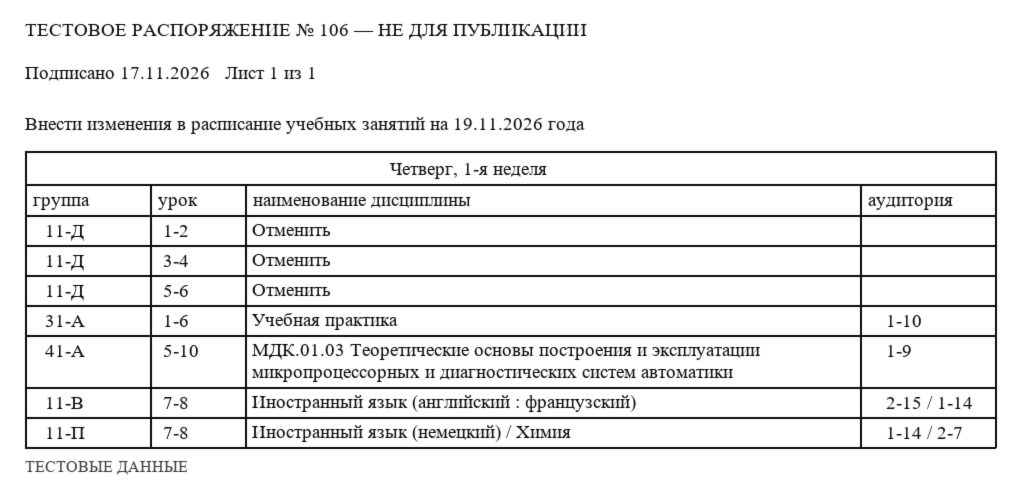 ТЕСТОВОЕ РАСПОРЯЖЕНИЕ № 106 — НЕ ДЛЯ ПУБЛИКАЦИИ
Подписано 17.11.2026 Лист 1 из 1
Внести изменения в расписание учебных занятий на 19.11.2026 года
Четверг, 1-я неделя
группа урок наименование дисциплины аудитория
11-Д 1-2 Отменить
11-Д 3-4 Отменить
11-Д 5-6 Отменить
31-А 1-6 Учебная практика 1-10
41-А 5-10 МДК.01.03 Теоретические основы построения и эксплуатации 1-9
микропроцессорных и диагностических систем автоматики
11-В 7-8 Иностранный язык (английский : французский) 2-15 / 1-14
11-П 7-8 Иностранный язык (немецкий) / Химия 1-14 / 2-7
ТЕСТОВЫЕ ДАННЫЕ